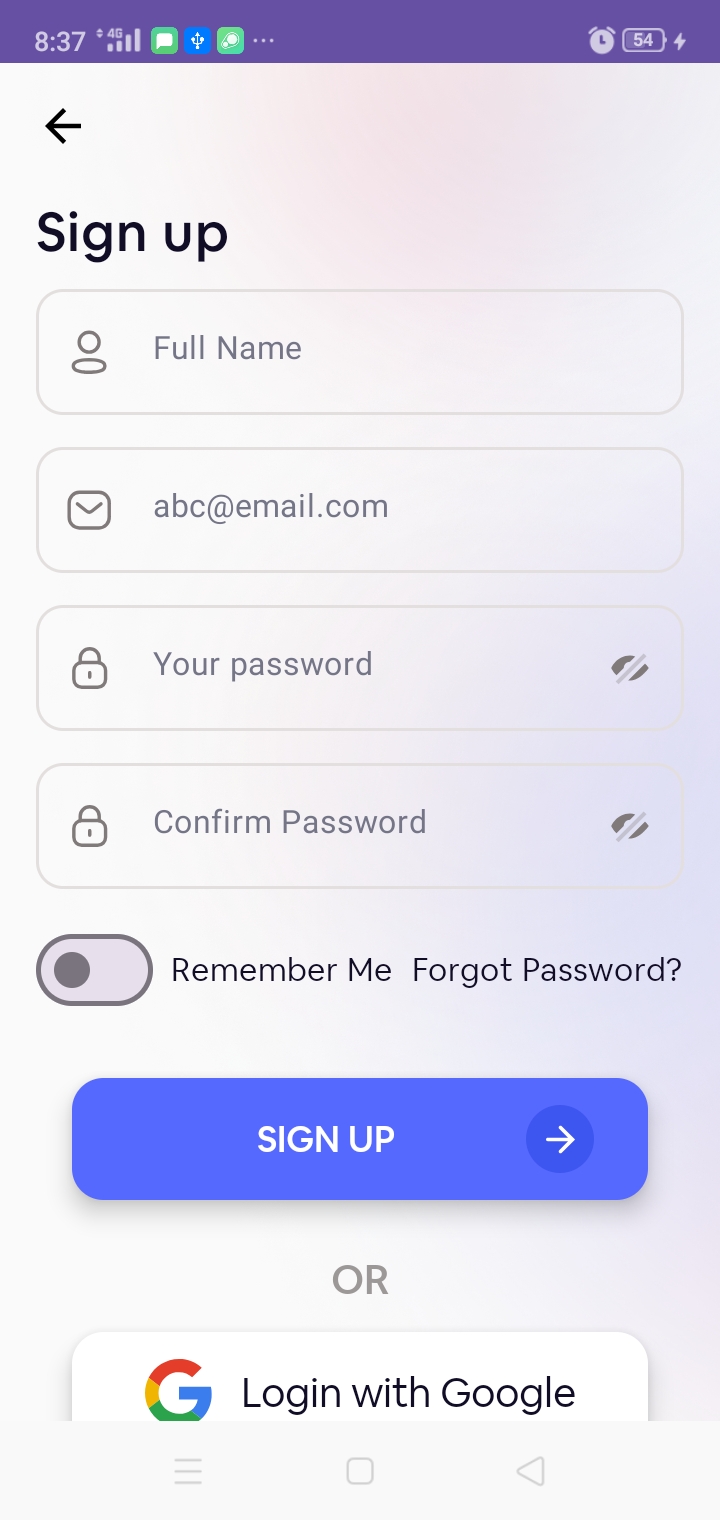 8:37 4G 54
Sign up
Full Name
abc@email.com
Your password
Confirm Password
Remember Me Forgot Password?
SIGN UP
OR
Login with Google